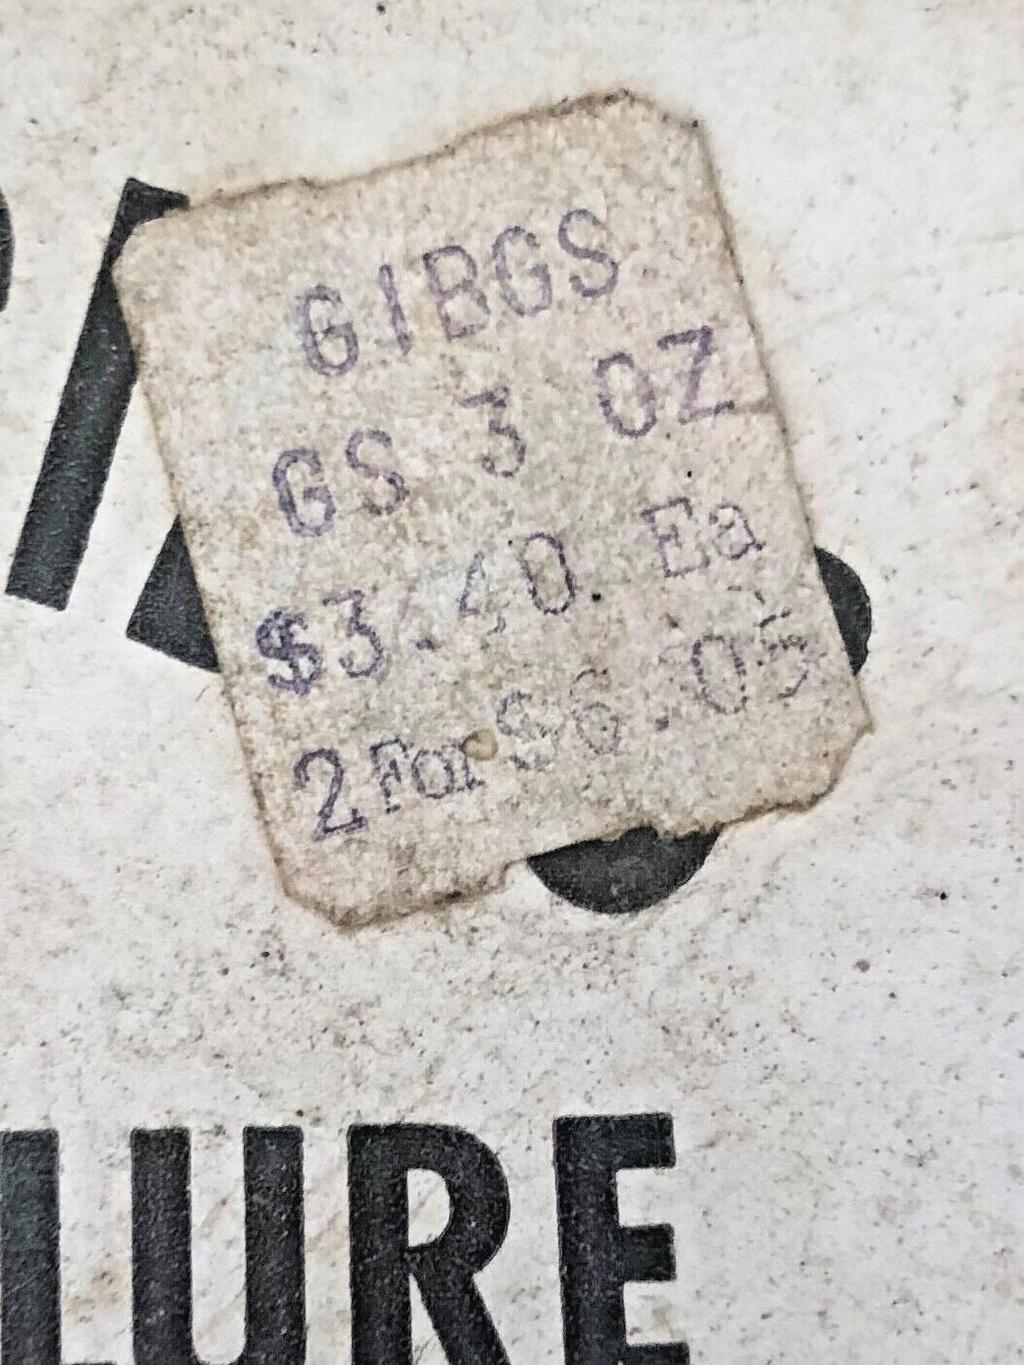 GIBGS
GS 3 OZ
$3.40 Ea
2 For $6.05
LURE